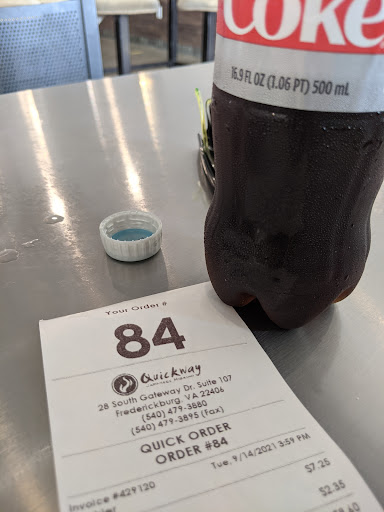 Coke
16.9 FL OZ (1.06 PT) 500 mL
Your Order #
84
Quickway
28 South Gateway Dr. Suite 107
Fredericksburg, VA 22406
(540) 479-3880
(540) 479-3895 (Fax)
QUICK ORDER
ORDER #84
Tue, 9/14/2021 3:59 PM
Invoice #429120
$7.25
$2.35